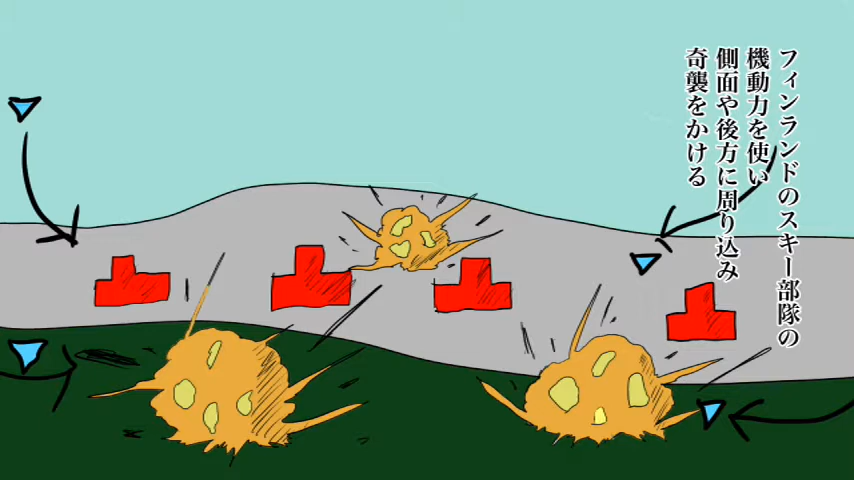 フィンランドのスキー部隊の
機動力を使い
側面や後方に周り込み
奇襲をかける